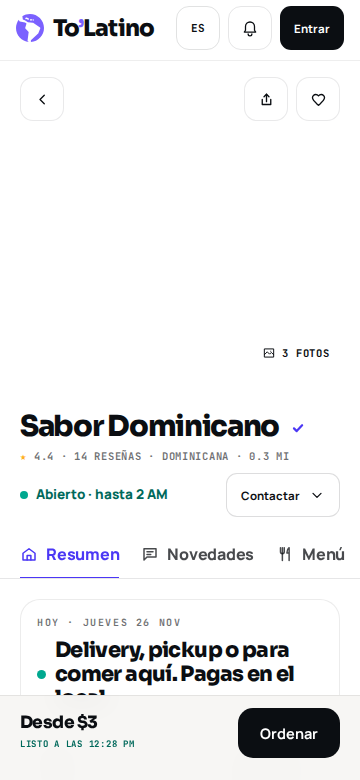 To'Latino
ES
Entrar
3 FOTOS
Sabor Dominicano
4.4 · 14 RESEÑAS · DOMINICANA · 0.3 MI
Abierto · hasta 2 AM
Contactar
Resumen
Novedades
Menú
HOY · JUEVES 26 NOV
Delivery, pickup o para
comer aquí. Pagas en el
local
Desde $3
LISTO A LAS 12:28 PM
Ordenar